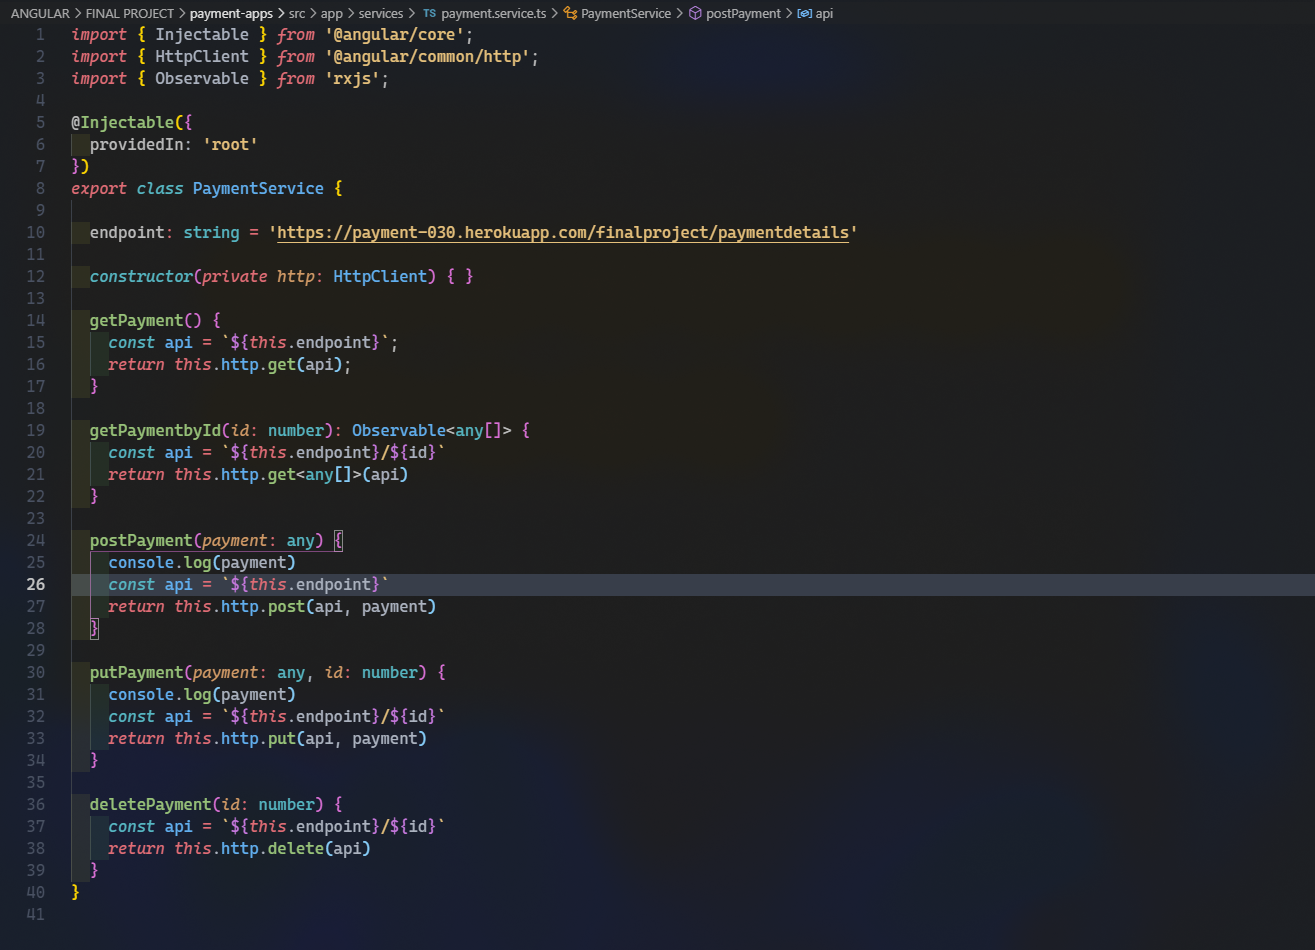 ANGULAR > FINAL PROJECT > payment-apps > src > app > services > TS payment.service.ts > PaymentService > postPayment > api
1 import { Injectable } from '@angular/core';
2 import { HttpClient } from '@angular/common/http';
3 import { Observable } from 'rxjs';
4
5 @Injectable({
6   providedIn: 'root'
7 })
8 export class PaymentService {
9
10   endpoint: string = 'https://payment-030.herokuapp.com/finalproject/paymentdetails'
11
12   constructor(private http: HttpClient) { }
13
14   getPayment() {
15     const api = `${this.endpoint}`;
16     return this.http.get(api);
17   }
18
19   getPaymentbyId(id: number): Observable<any[]> {
20     const api = `${this.endpoint}/${id}`
21     return this.http.get<any[]>(api)
22   }
23
24   postPayment(payment: any) {
25     console.log(payment)
26     const api = `${this.endpoint}`
27     return this.http.post(api, payment)
28   }
29
30   putPayment(payment: any, id: number) {
31     console.log(payment)
32     const api = `${this.endpoint}/${id}`
33     return this.http.put(api, payment)
34   }
35
36   deletePayment(id: number) {
37     const api = `${this.endpoint}/${id}`
38     return this.http.delete(api)
39   }
40 }
41